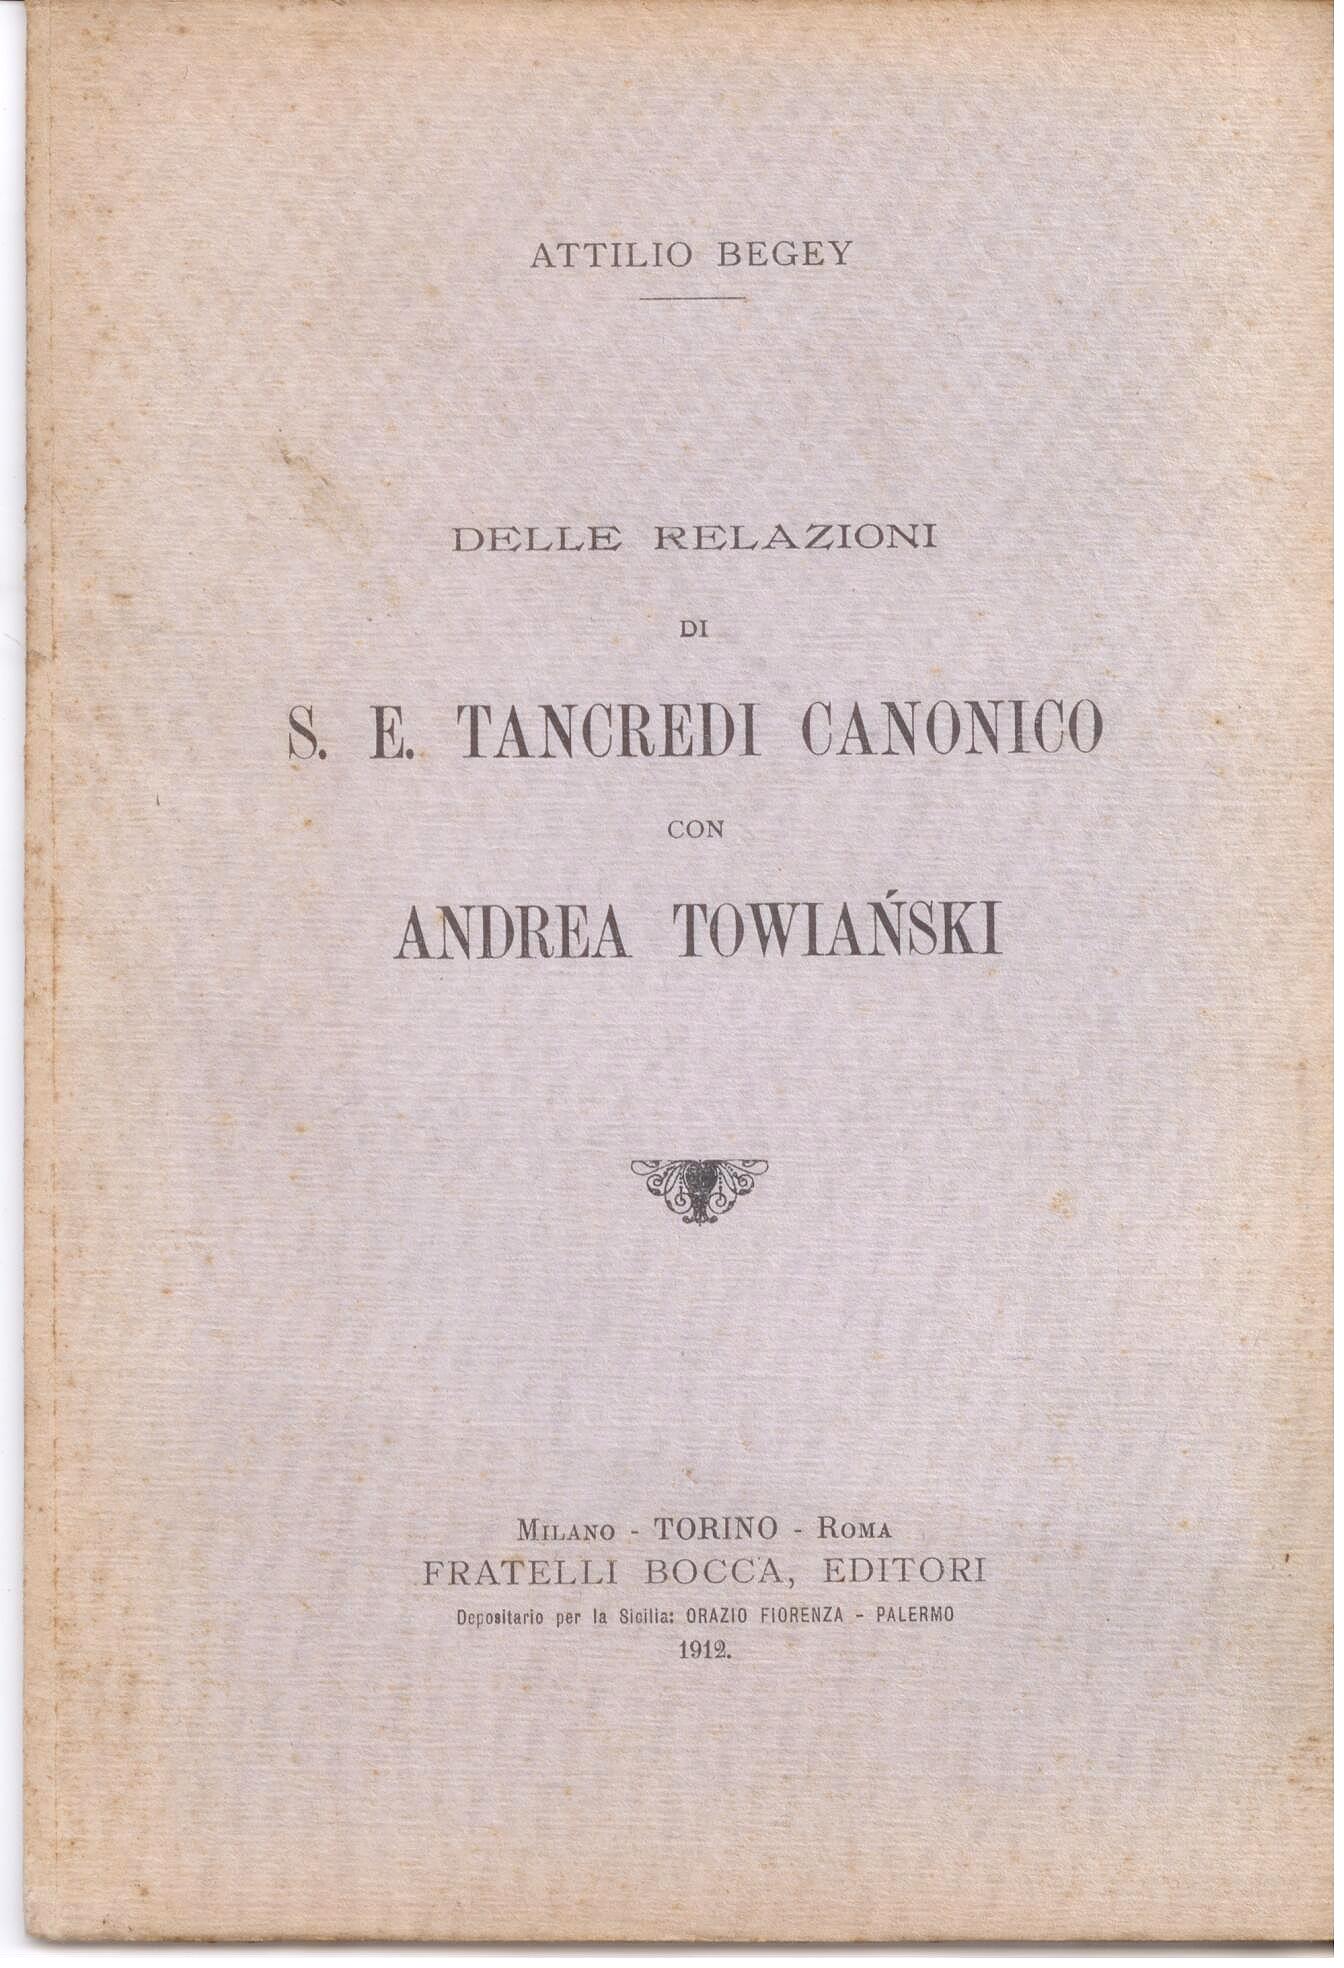 ATTILIO BEGEY
DELLE RELAZIONI
DI
S. E. TANCREDI CANONICO
CON
ANDREA TOWIAŃSKI
MILANO - TORINO - ROMA
FRATELLI BOCCA, EDITORI
Depositario per la Sicilia: ORAZIO FIORENZA - PALERMO
1912.